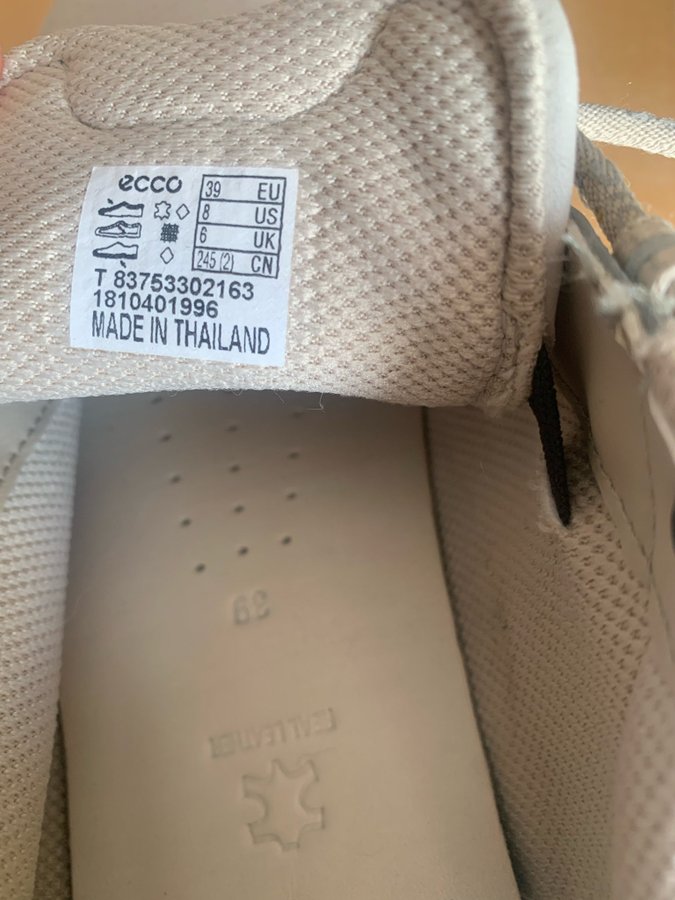 ecco
39 EU
8 US
6 UK
245 (2) CN
T 83753302163
1810401996
MADE IN THAILAND
39
REAL LEATHER